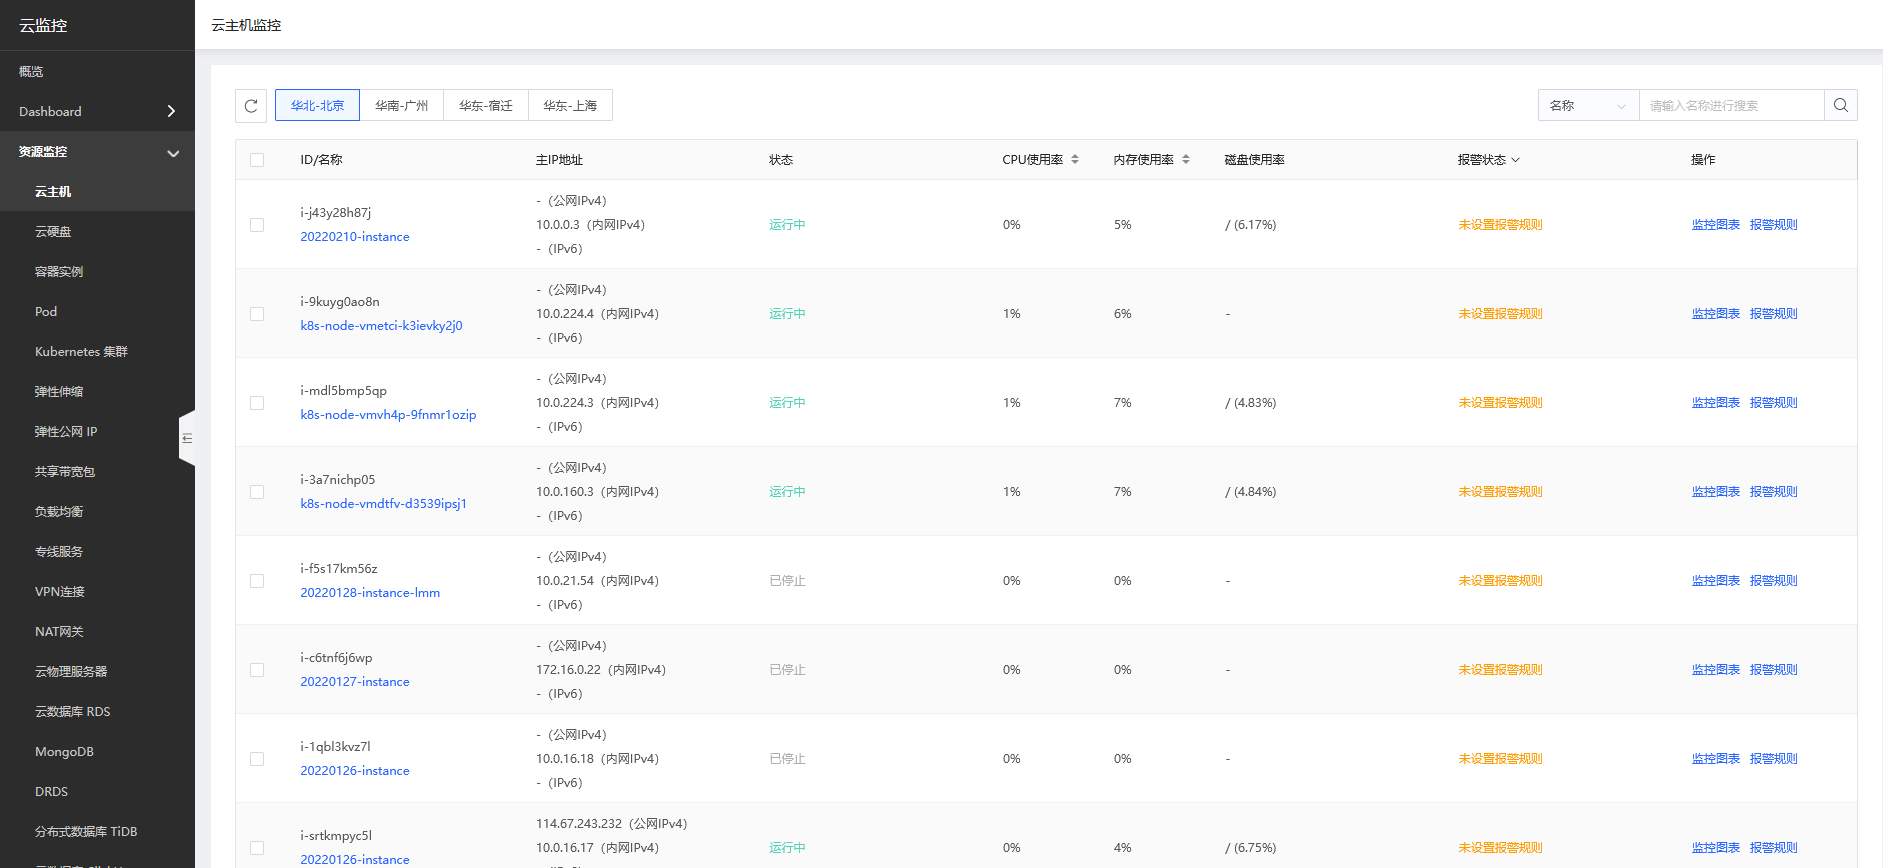 云监控
云主机监控
概览
Dashboard
资源监控
云主机
云硬盘
容器实例
Pod
Kubernetes 集群
弹性伸缩
弹性公网 IP
共享带宽包
负载均衡
专线服务
VPN连接
NAT网关
云物理服务器
云数据库 RDS
MongoDB
DRDS
分布式数据库 TiDB
华北-北京 华南-广州 华东-宿迁 华东-上海
名称 请输入名称进行搜索
ID/名称 主IP地址 状态 CPU使用率 内存使用率 磁盘使用率 报警状态 操作
- (公网IPv4)
i-j43y28h87j
10.0.0.3 (内网IPv4) 运行中 0% 5% / (6.17%) 未设置报警规则 监控图表 报警规则
20220210-instance
- (IPv6)
- (公网IPv4)
i-9kuyg0ao8n
10.0.224.4 (内网IPv4) 运行中 1% 6% - 未设置报警规则 监控图表 报警规则
k8s-node-vmetci-k3ievky2j0
- (IPv6)
- (公网IPv4)
i-mdl5bmp5qp
10.0.224.3 (内网IPv4) 运行中 1% 7% / (4.83%) 未设置报警规则 监控图表 报警规则
k8s-node-vmvh4p-9fnmr1ozip
- (IPv6)
- (公网IPv4)
i-3a7nichp05
10.0.160.3 (内网IPv4) 运行中 1% 7% / (4.84%) 未设置报警规则 监控图表 报警规则
k8s-node-vmdtfv-d3539ipsj1
- (IPv6)
- (公网IPv4)
i-f5s17km56z
10.0.21.54 (内网IPv4) 已停止 0% 0% - 未设置报警规则 监控图表 报警规则
20220128-instance-lmm
- (IPv6)
- (公网IPv4)
i-c6tnf6j6wp
172.16.0.22 (内网IPv4) 已停止 0% 0% - 未设置报警规则 监控图表 报警规则
20220127-instance
- (IPv6)
- (公网IPv4)
i-1qbl3kvz7l
10.0.16.18 (内网IPv4) 已停止 0% 0% - 未设置报警规则 监控图表 报警规则
20220126-instance
- (IPv6)
114.67.243.232 (公网IPv4)
i-srtkmpyc5l
10.0.16.17 (内网IPv4) 运行中 0% 4% / (6.75%) 未设置报警规则 监控图表 报警规则
20220126-instance